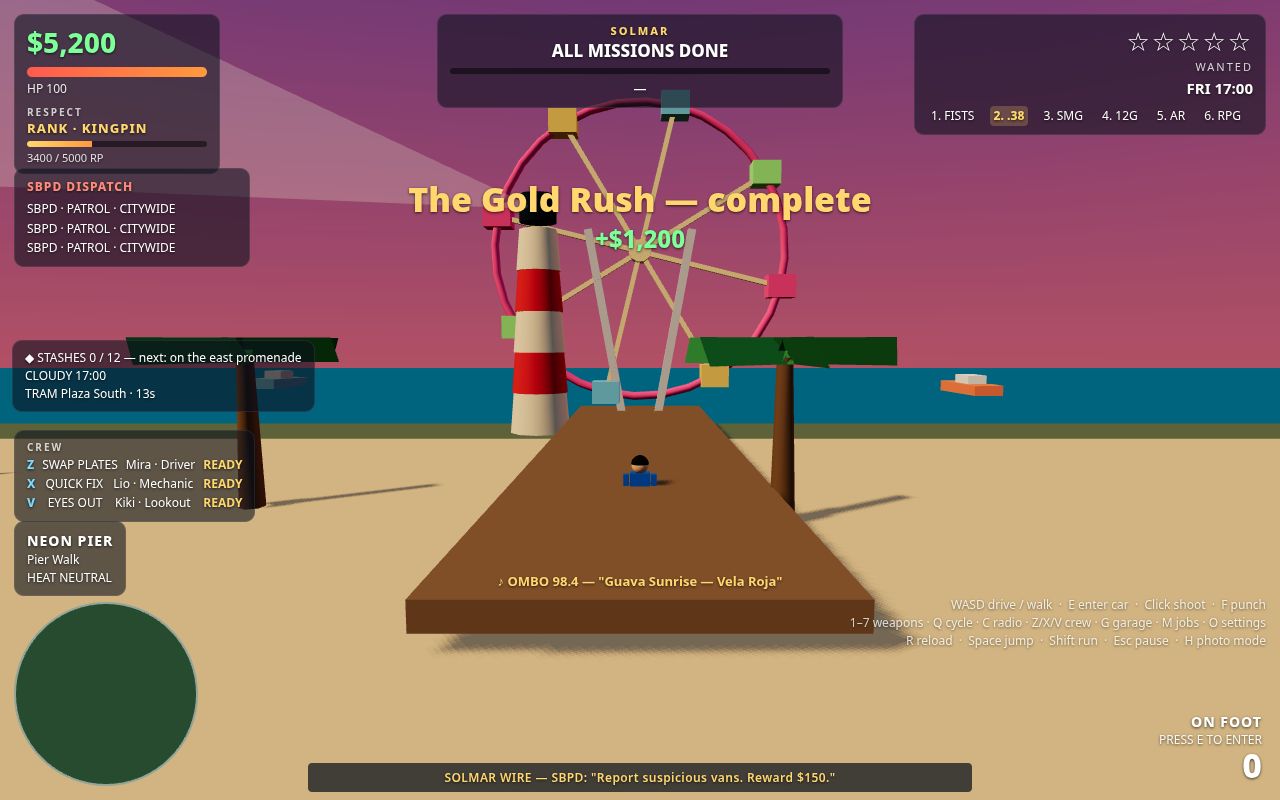 $5,200
HP 100
RESPECT
RANK · KINGPIN
3400 / 5000 RP
SBPD DISPATCH
SBPD · PATROL · CITYWIDE
SBPD · PATROL · CITYWIDE
SBPD · PATROL · CITYWIDE
SOLMAR
ALL MISSIONS DONE
—
☆☆☆☆☆
WANTED
FRI 17:00
1. FISTS 2. .38 3. SMG 4. 12G 5. AR 6. RPG
The Gold Rush — complete
+$1,200
◆ STASHES 0 / 12 — next: on the east promenade
CLOUDY 17:00
TRAM Plaza South · 13s
CREW
Z SWAP PLATES Mira · Driver READY
X QUICK FIX Lio · Mechanic READY
V EYES OUT Kiki · Lookout READY
NEON PIER
Pier Walk
HEAT NEUTRAL
♪ OMBO 98.4 — "Guava Sunrise — Vela Roja"
WASD drive / walk · E enter car · Click shoot · F punch
1–7 weapons · Q cycle · C radio · Z/X/V crew · G garage · M jobs · O settings
R reload · Space jump · Shift run · Esc pause · H photo mode
ON FOOT
PRESS E TO ENTER
0
SOLMAR WIRE — SBPD: "Report suspicious vans. Reward $150."